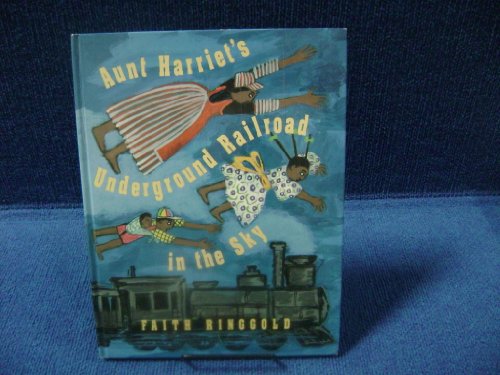 Aunt Harriet's
Underground Railroad
in the Sky
FAITH RINGGOLD